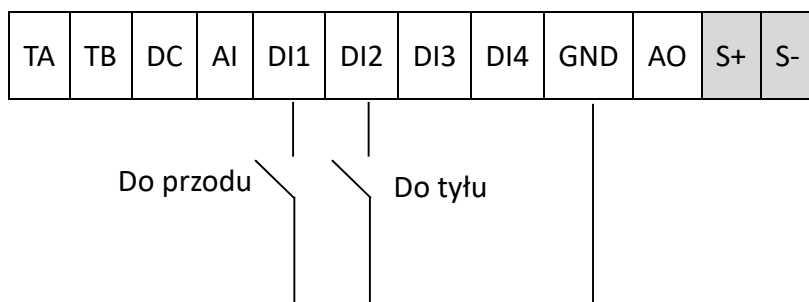 TA TB DC AI DI1 DI2 DI3 DI4 GND AO S+ S-
Do przodu Do tyłu